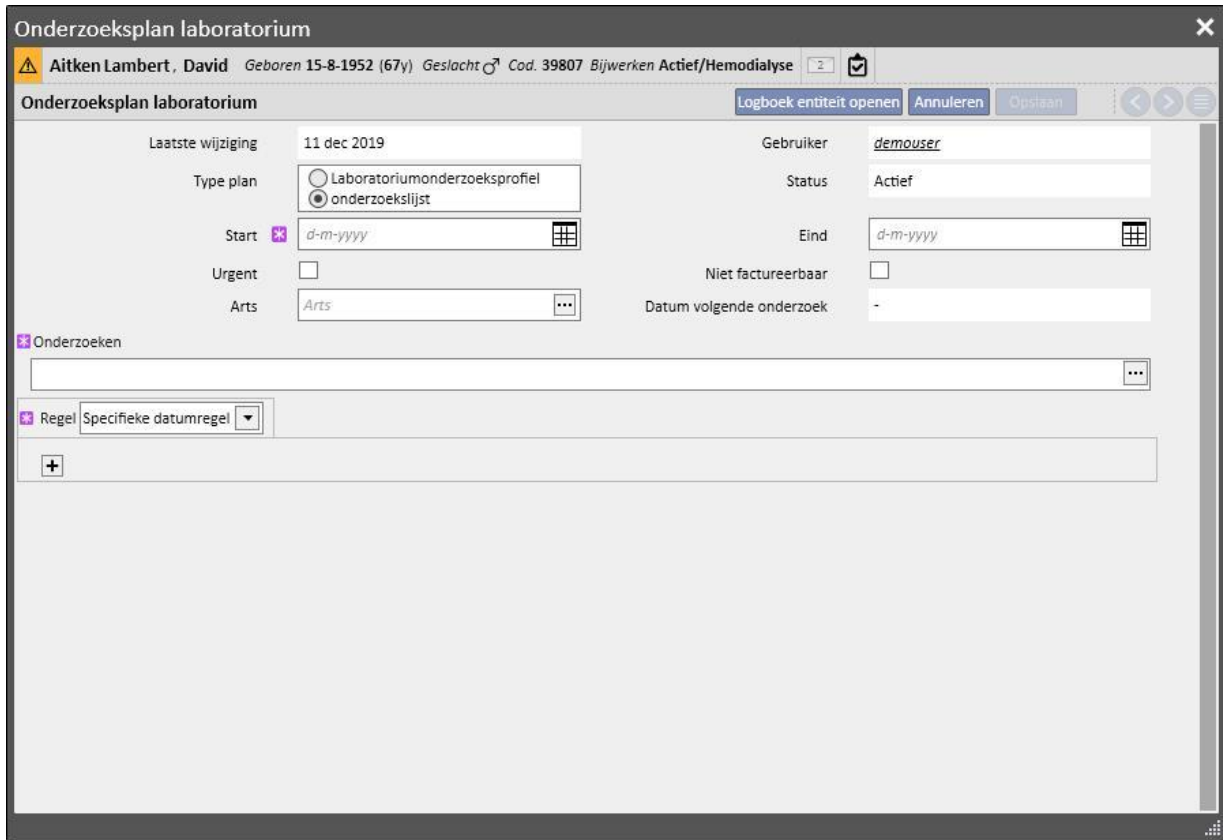 Onderzoeksplan laboratorium
Aitken Lambert, David Geboren 15-8-1952 (67y) Geslacht ♂ Cod. 39807 Bijwerken Actief/Hemodialyse 2
Onderzoeksplan laboratorium Logboek entiteit openen Annuleren Opslaan
Laatste wijziging 11 dec 2019 Gebruiker demouser
Type plan Laboratoriumonderzoeksprofiel Status Actief
onderzoekslijst
Start d-m-yyyy Eind d-m-yyyy
Urgent Niet factureerbaar
Arts Arts ... Datum volgende onderzoek -
Onderzoeken
...
Regel Specifieke datumregel
+